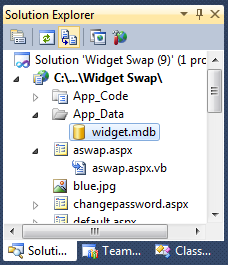 Solution Explorer
Solution 'Widget Swap (9)' (1 pro
C:\...\Widget Swap\
App_Code
App_Data
widget.mdb
aswap.aspx
aswap.aspx.vb
blue.jpg
changepassword.aspx
default.aspx
Soluti...
Team...
Class...